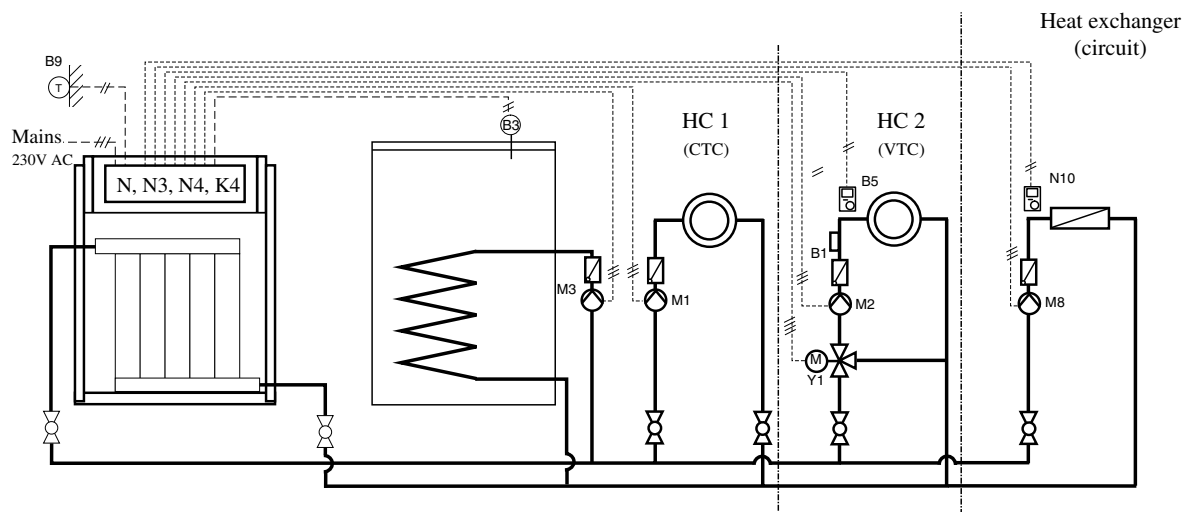 Heat exchanger
(circuit)
B9
T
Mains
230V AC
N, N3, N4, K4
B3
HC 1
(CTC)
HC 2
(VTC)
B5
N10
B1
M3
M1
M2
M8
M
Y1